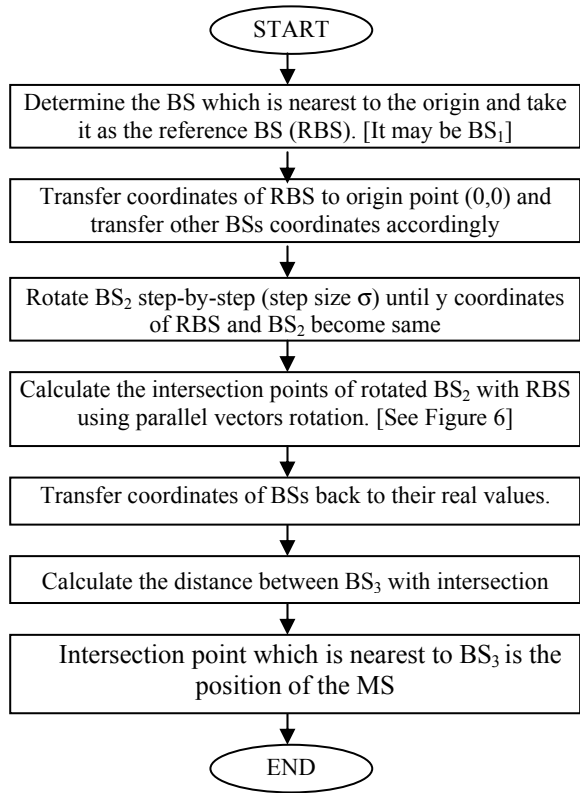 START
Determine the BS which is nearest to the origin and take
it as the reference BS (RBS). [It may be BS₁]
Transfer coordinates of RBS to origin point (0,0) and
transfer other BSs coordinates accordingly
Rotate BS₂ step-by-step (step size σ) until y coordinates
of RBS and BS₂ become same
Calculate the intersection points of rotated BS₂ with RBS
using parallel vectors rotation. [See Figure 6]
Transfer coordinates of BSs back to their real values.
Calculate the distance between BS₃ with intersection
Intersection point which is nearest to BS₃ is the
position of the MS
END